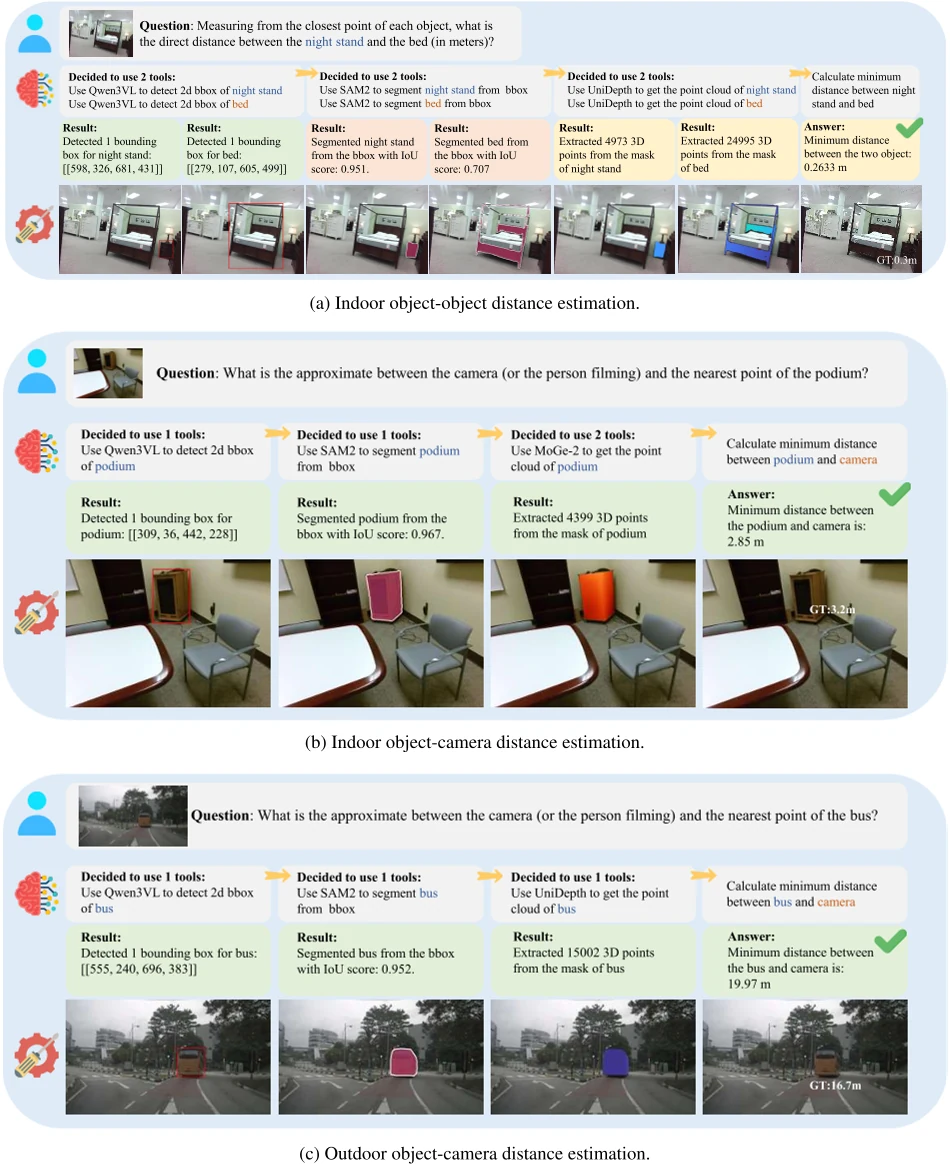 Question: Measuring from the closest point of each object, what is
the direct distance between the night stand and the bed (in meters)?
Decided to use 2 tools:
Use Qwen3VL to detect 2d bbox of night stand
Use Qwen3VL to detect 2d bbox of bed
Decided to use 2 tools:
Use SAM2 to segment night stand from bbox
Use SAM2 to segment bed from bbox
Decided to use 2 tools:
Use UniDepth to get the point cloud of night stand
Use UniDepth to get the point cloud of bed
Calculate minimum
distance between night
stand and bed
Result:
Detected 1 bounding
box for night stand:
[[598, 326, 681, 431]]
Result:
Detected 1 bounding
box for bed:
[[279, 107, 605, 499]]
Result:
Segmented night stand
from the bbox with IoU
score: 0.951.
Result:
Segmented bed from
the bbox with IoU
score: 0.707
Result:
Extracted 4973 3D
points from the mask
of night stand
Result:
Extracted 24995 3D
points from the mask
of bed
Answer:
Minimum distance
between the two object:
0.2633 m
GT:0.3m
(a) Indoor object-object distance estimation.
Question: What is the approximate between the camera (or the person filming) and the nearest point of the podium?
Decided to use 1 tools:
Use Qwen3VL to detect 2d bbox
of podium
Decided to use 1 tools:
Use SAM2 to segment podium
from bbox
Decided to use 2 tools:
Use MoGe-2 to get the point
cloud of podium
Calculate minimum distance
between podium and camera
Result:
Detected 1 bounding box for
podium: [[309, 36, 442, 228]]
Result:
Segmented podium from the
bbox with IoU score: 0.967.
Result:
Extracted 4399 3D points
from the mask of podium
Answer:
Minimum distance between
the podium and camera is:
2.85 m
GT:3.2m
(b) Indoor object-camera distance estimation.
Question: What is the approximate between the camera (or the person filming) and the nearest point of the bus?
Decided to use 1 tools:
Use Qwen3VL to detect 2d bbox
of bus
Decided to use 1 tools:
Use SAM2 to segment bus
from bbox
Decided to use 1 tools:
Use UniDepth to get the point
cloud of bus
Calculate minimum distance
between bus and camera
Result:
Detected 1 bounding box for bus:
[[555, 240, 696, 383]]
Result:
Segmented bus from the bbox
with IoU score: 0.952.
Result:
Extracted 15002 3D points
from the mask of bus
Answer:
Minimum distance between
the bus and camera is:
19.97 m
GT:16.7m
(c) Outdoor object-camera distance estimation.